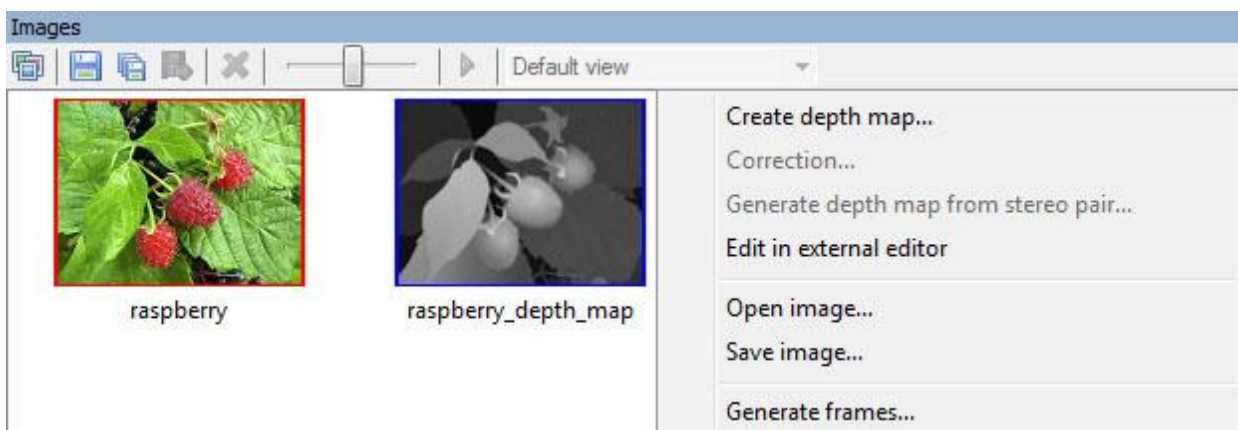 Images
Default view
raspberry
raspberry_depth_map
Create depth map...
Correction...
Generate depth map from stereo pair...
Edit in external editor
Open image...
Save image...
Generate frames...